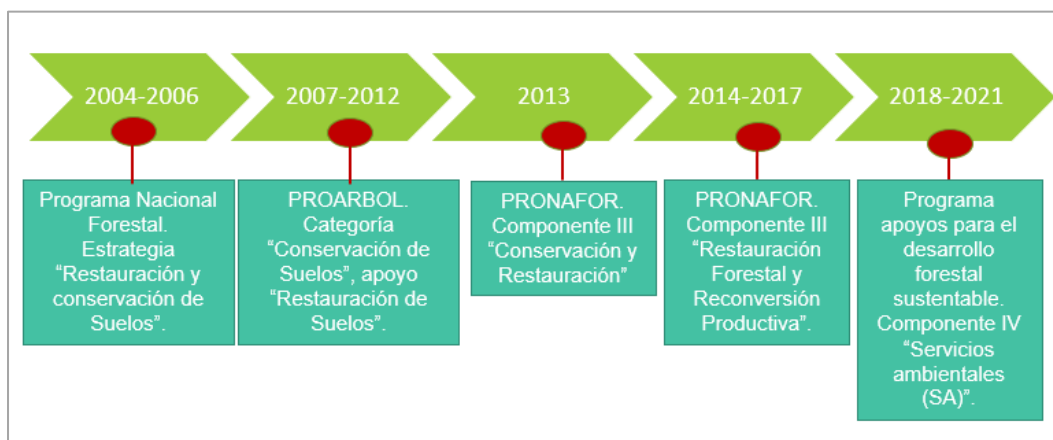 2004-2006
2007-2012
2013
2014-2017
2018-2021
Programa Nacional
Forestal.
Estrategia
“Restauración y
conservación de
Suelos”.
PROARBOL.
Categoría
“Conservación de
Suelos”, apoyo
“Restauración de
Suelos”.
PRONAFOR.
Componente III
“Conservación y
Restauración”
PRONAFOR.
Componente III
“Restauración
Forestal y
Reconversión
Productiva”.
Programa
apoyos para el
desarrollo
forestal
sustentable.
Componente IV
“Servicios
ambientales
(SA)”.